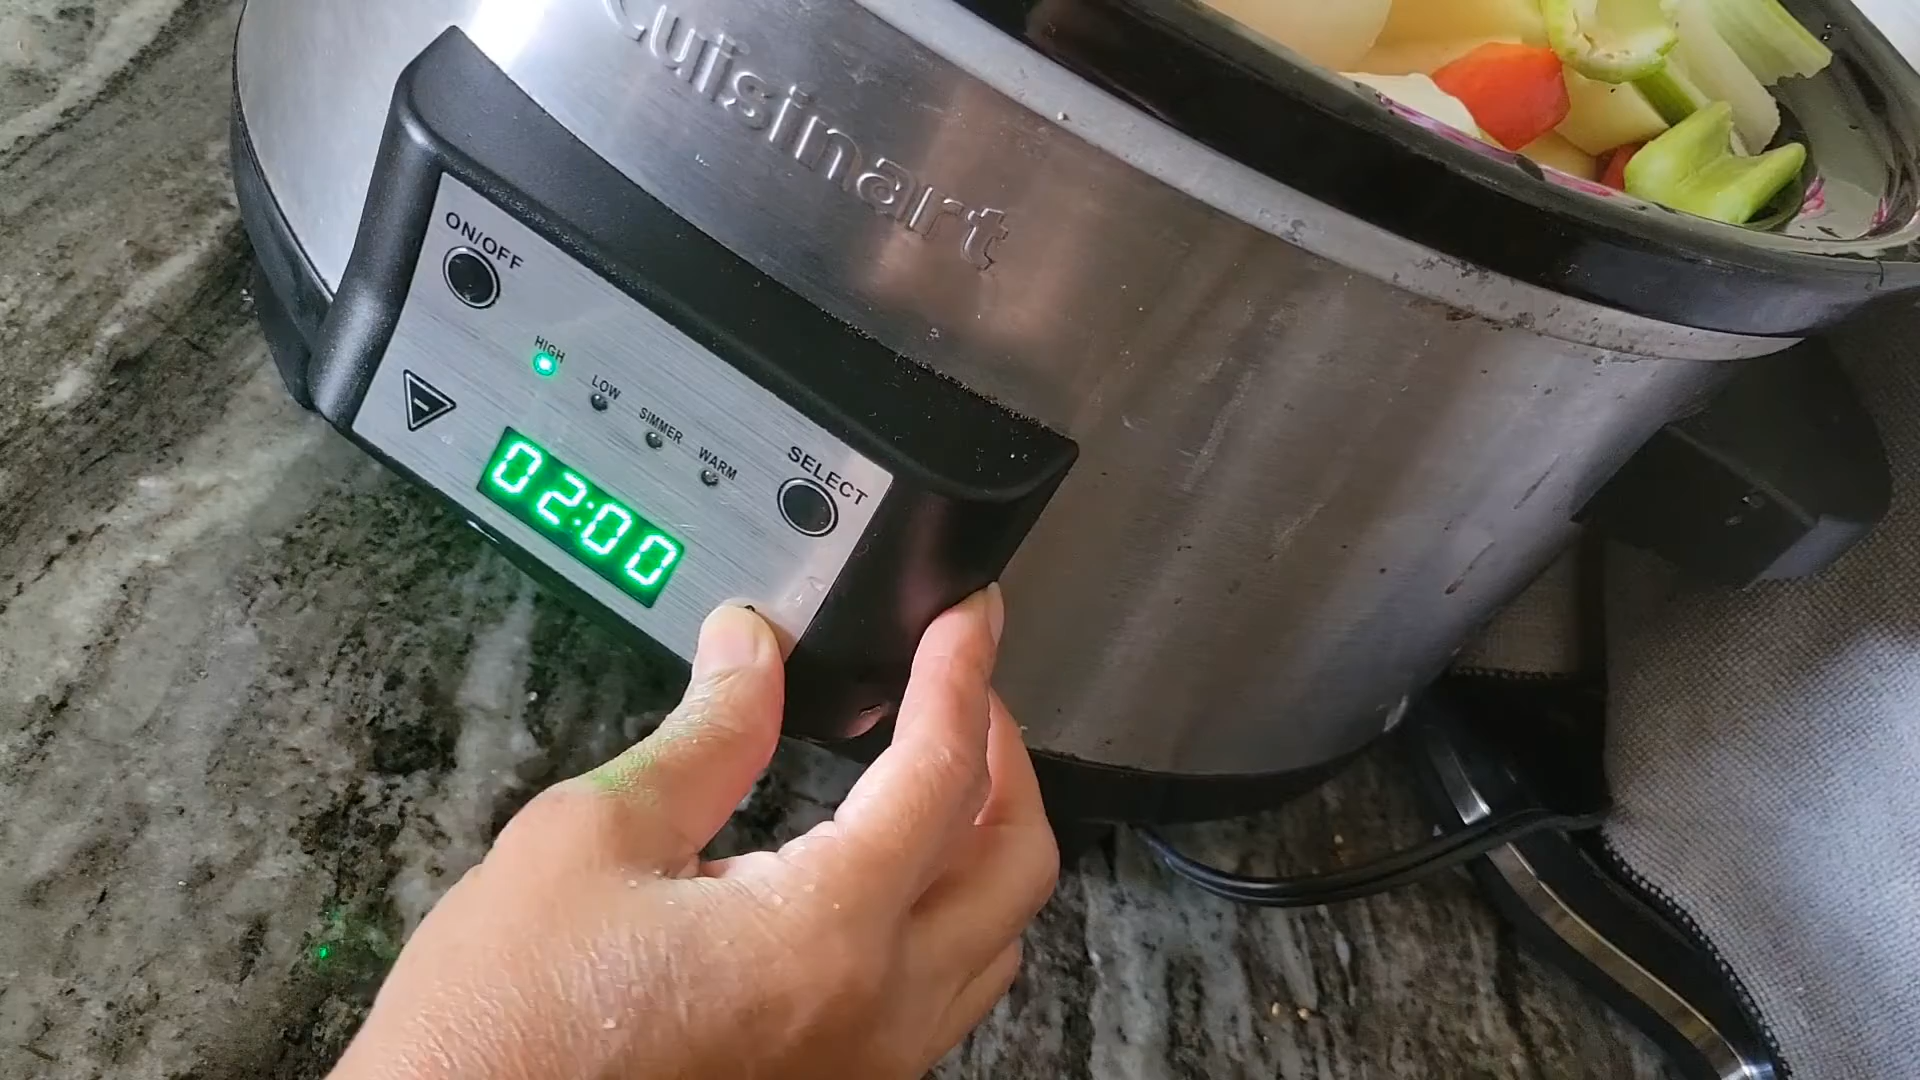 Cuisinart
ON/OFF
HIGH
LOW
SIMMER
WARM
SELECT
02:00